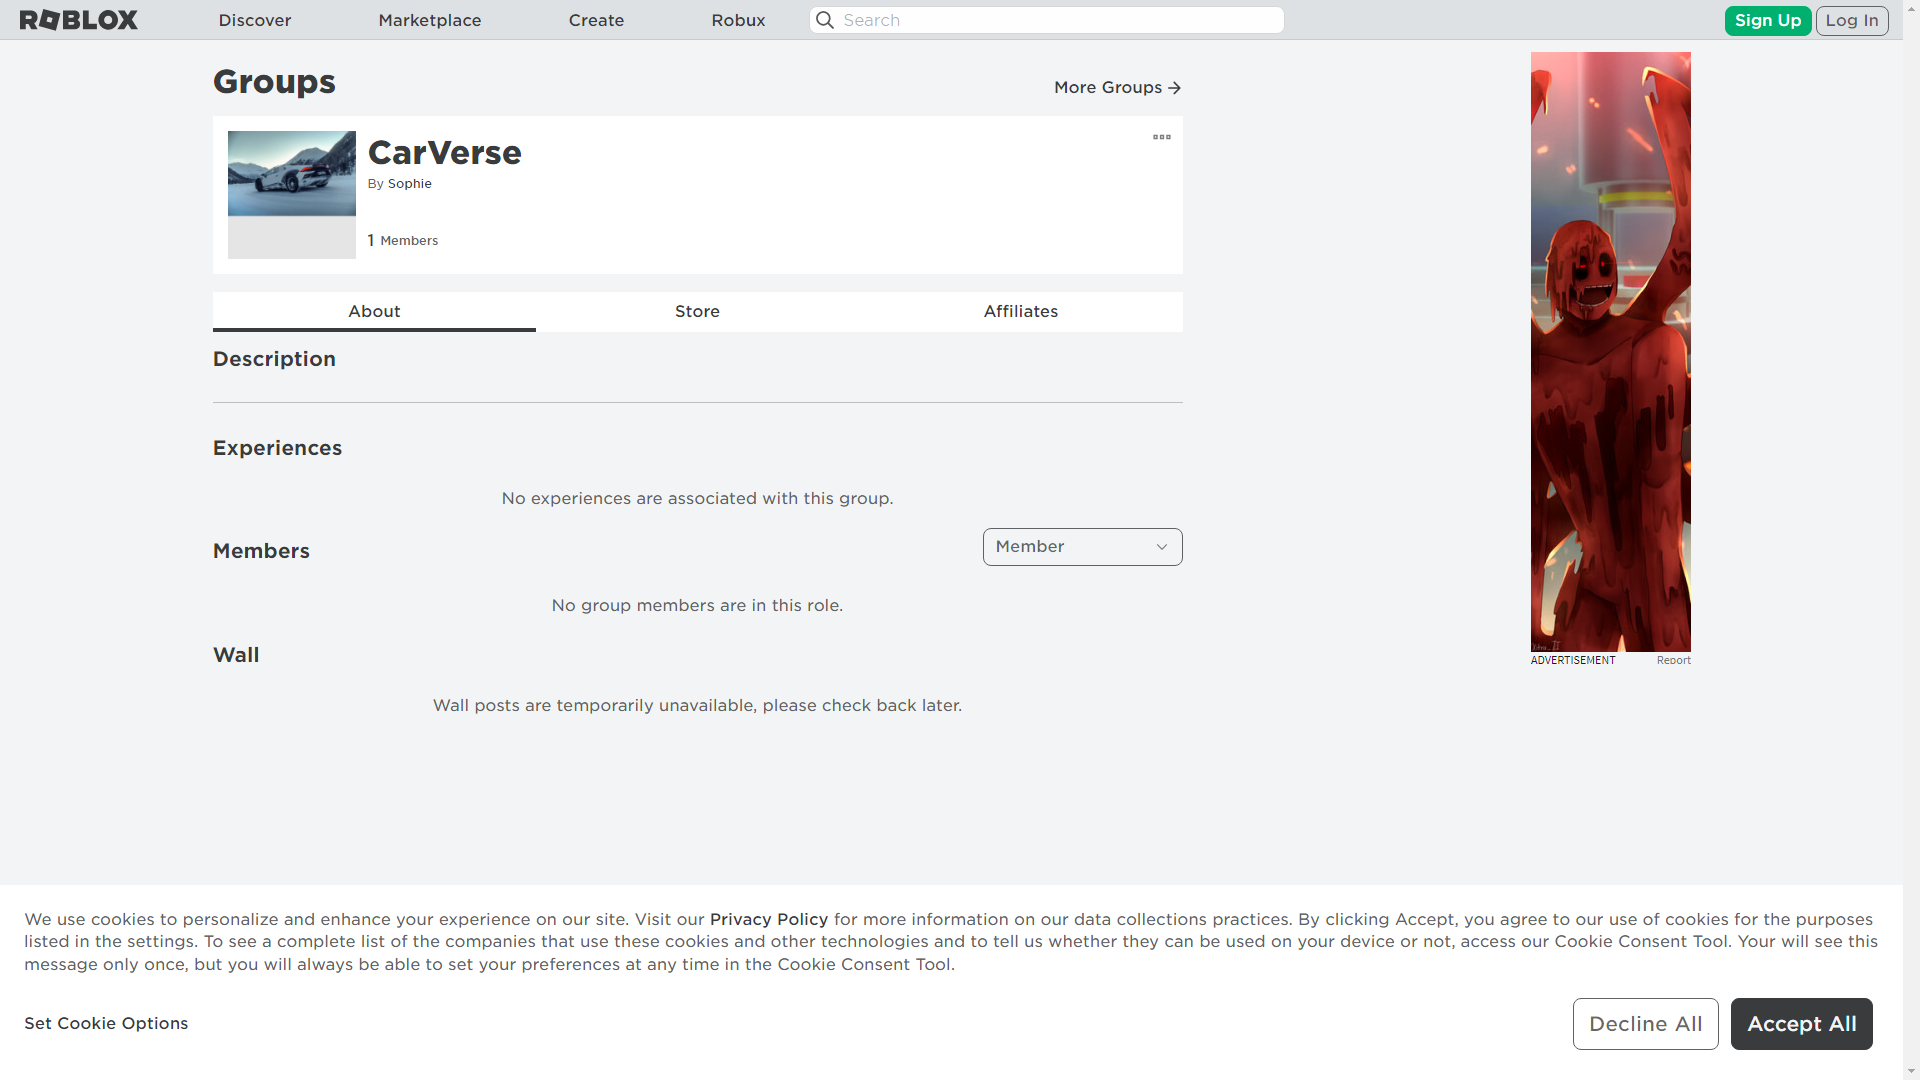 ROBLOX
Discover
Marketplace
Create
Robux
Search
Sign Up
Log In
Groups
More Groups
CarVerse
By Sophie
1 Members
About
Store
Affiliates
Description
Experiences
No experiences are associated with this group.
Members
Member
No group members are in this role.
Wall
Wall posts are temporarily unavailable, please check back later.
ADVERTISEMENT
Report
We use cookies to personalize and enhance your experience on our site. Visit our Privacy Policy for more information on our data collections practices. By clicking Accept, you agree to our use of cookies for the purposes
listed in the settings. To see a complete list of the companies that use these cookies and other technologies and to tell us whether they can be used on your device or not, access our Cookie Consent Tool. Your will see this
message only once, but you will always be able to set your preferences at any time in the Cookie Consent Tool.
Set Cookie Options
Decline All
Accept All